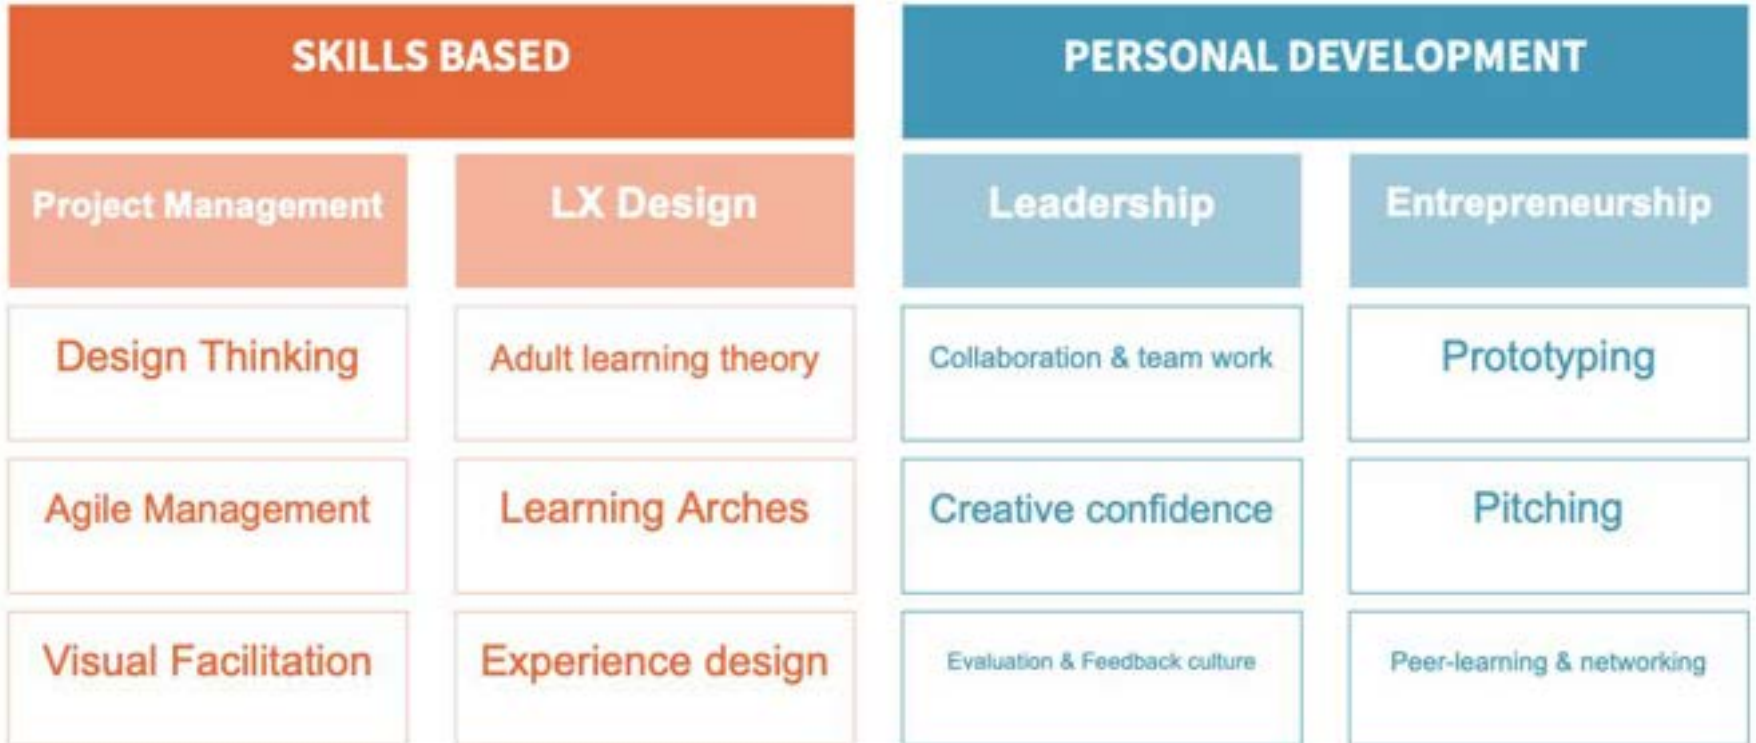 SKILLS BASED
PERSONAL DEVELOPMENT
Project Management
LX Design
Leadership
Entrepreneurship
Design Thinking
Adult learning theory
Collaboration & team work
Prototyping
Agile Management
Learning Arches
Creative confidence
Pitching
Visual Facilitation
Experience design
Evaluation & Feedback culture
Peer-learning & networking